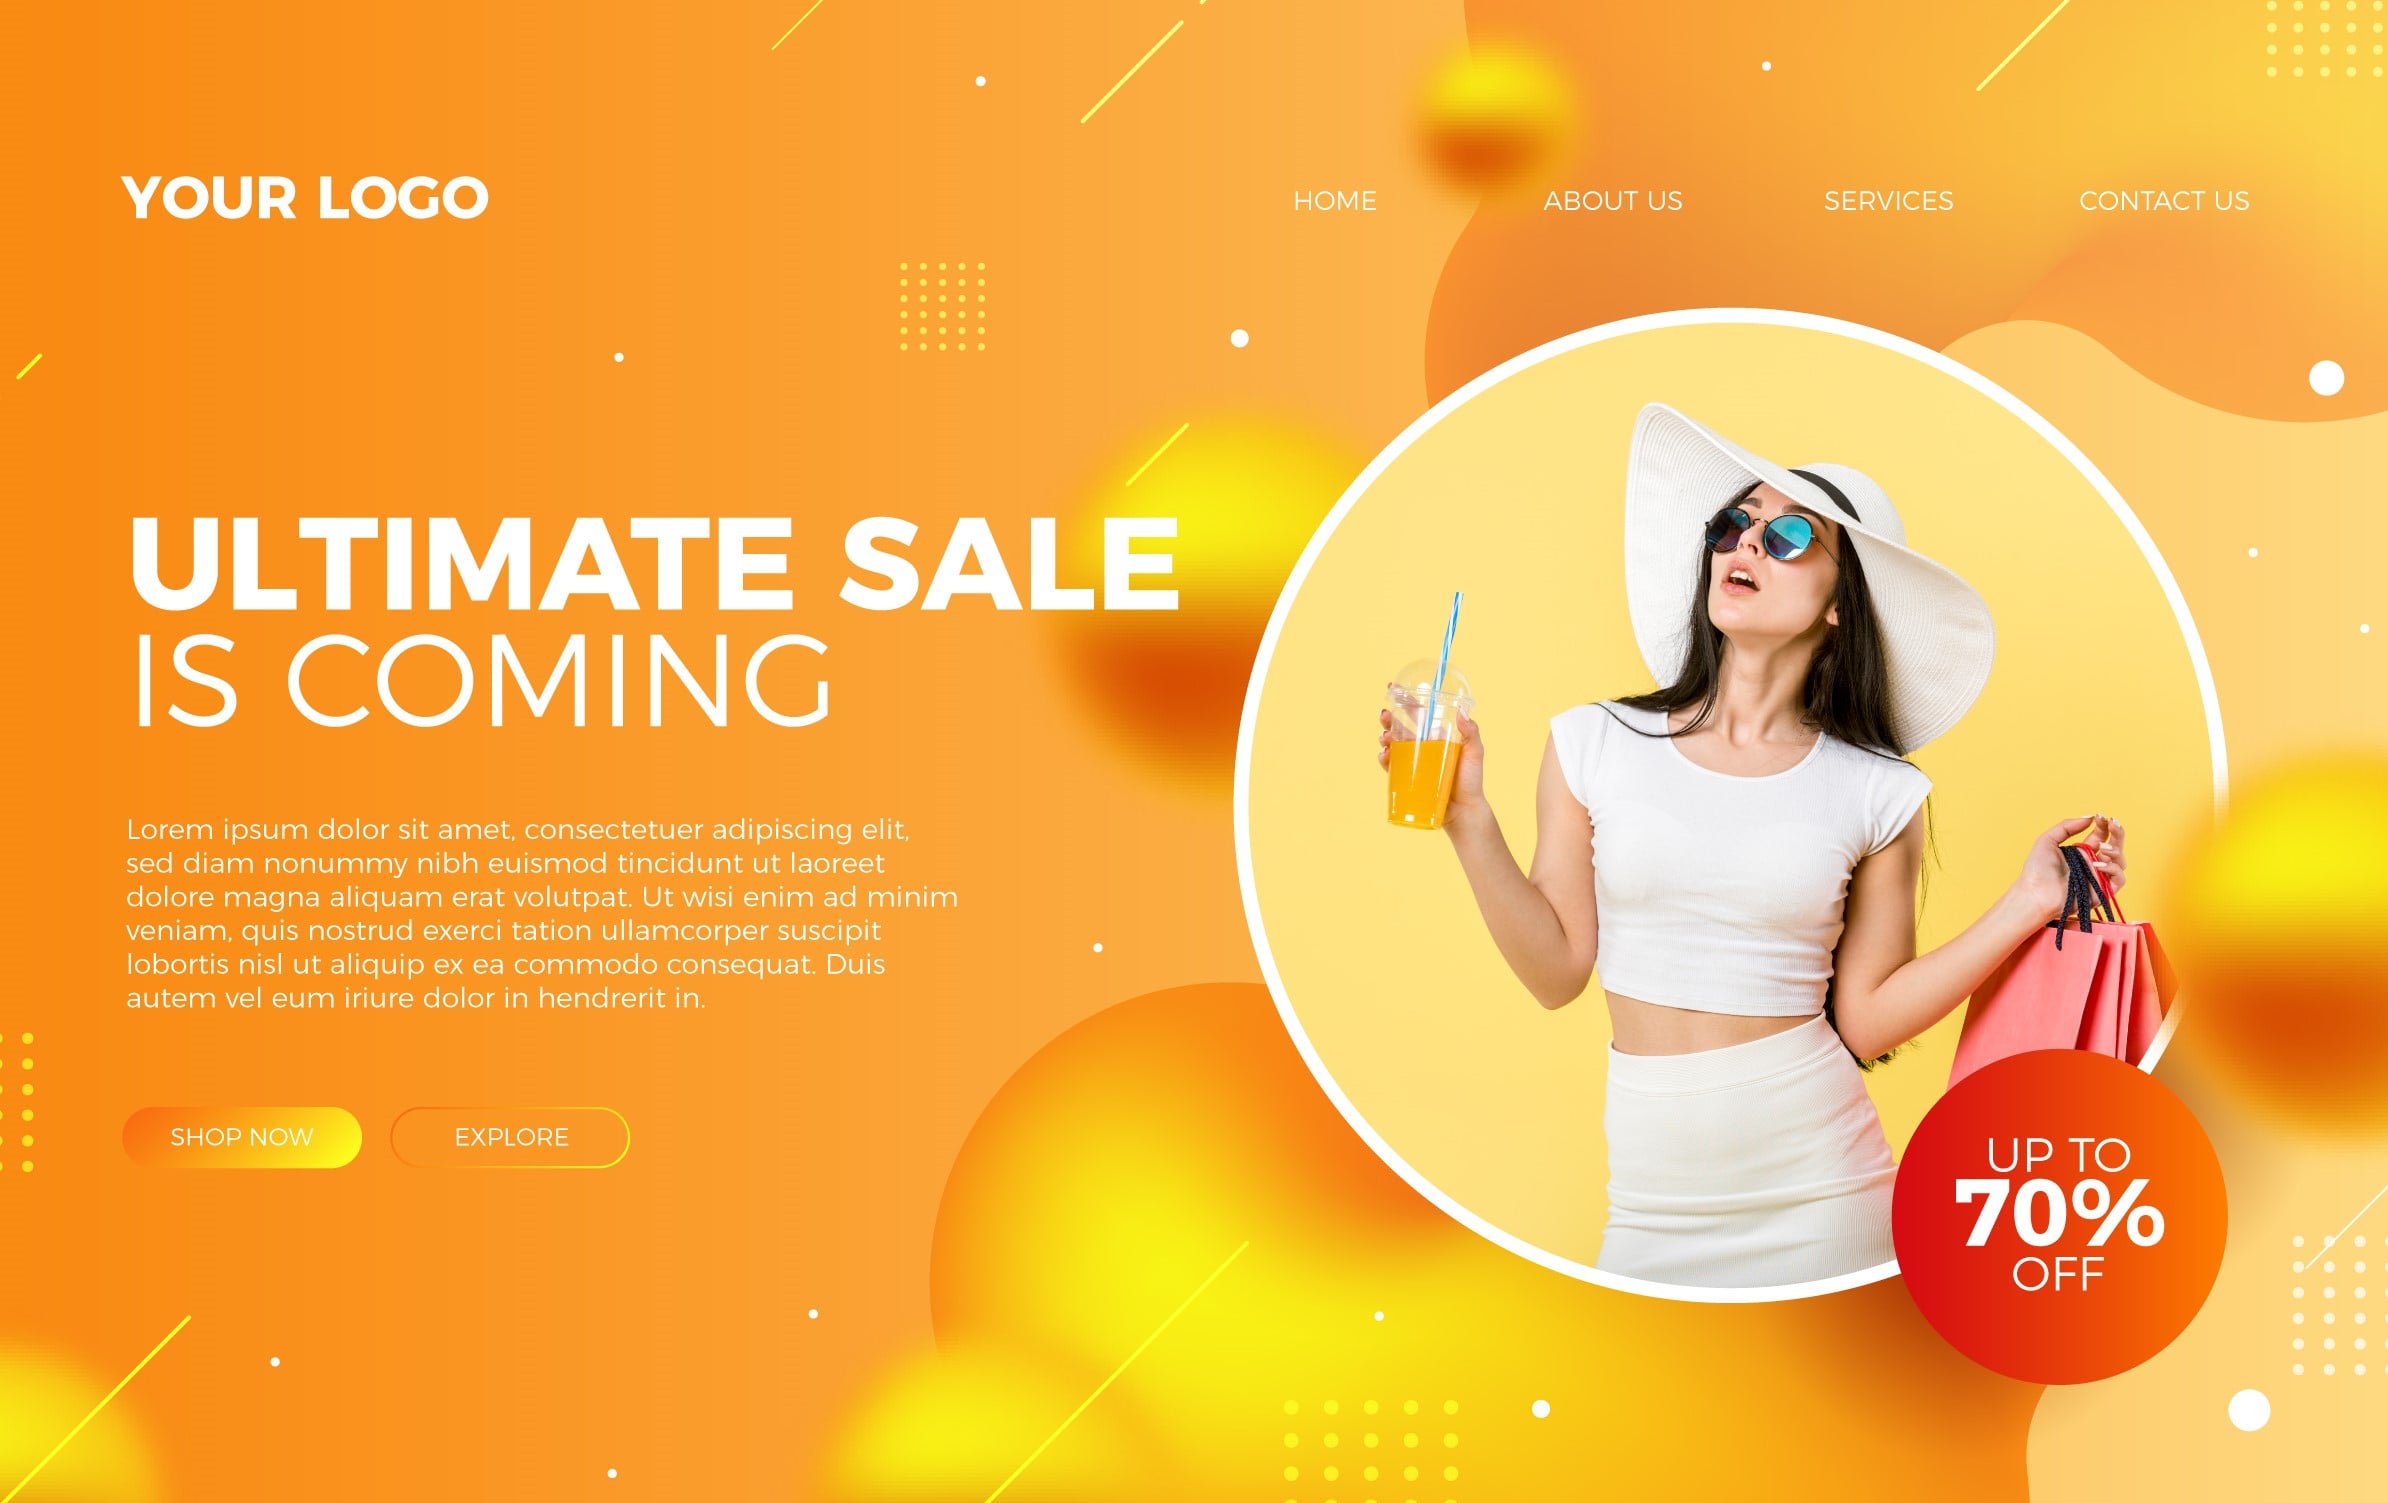 YOUR LOGO
HOME ABOUT US SERVICES CONTACT US
ULTIMATE SALE
IS COMING
Lorem ipsum dolor sit amet, consectetuer adipiscing elit,
sed diam nonummy nibh euismod tincidunt ut laoreet
dolore magna aliquam erat volutpat. Ut wisi enim ad minim
veniam, quis nostrud exerci tation ullamcorper suscipit
lobortis nisl ut aliquip ex ea commodo consequat. Duis
autem vel eum iriure dolor in hendrerit in.
SHOP NOW EXPLORE
UP TO
70%
OFF